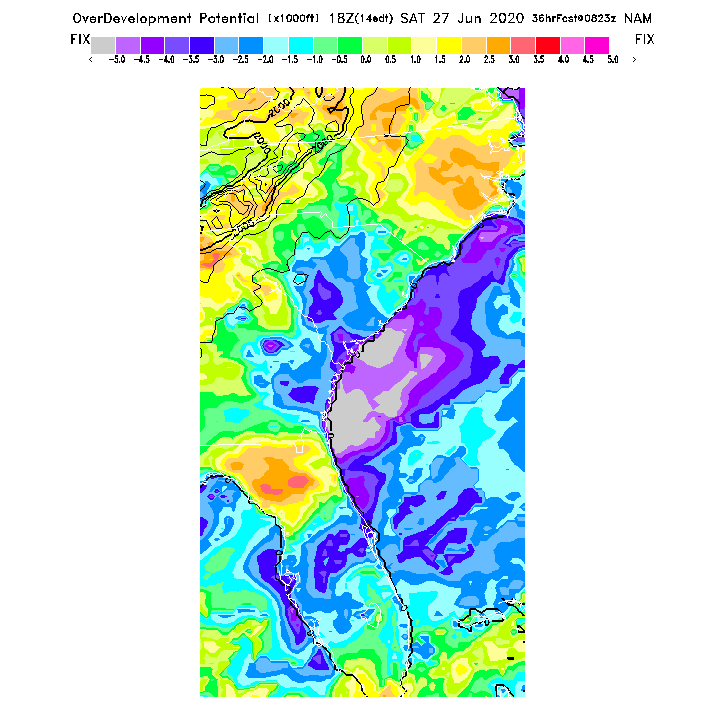 OverDevelopment Potential [x1000ft] 18Z(14edt) SAT 27 Jun 2020 36hrFcst@0823z NAM
FIX FIX
< -5.0 -4.5 -4.0 -3.5 -3.0 -2.5 -2.0 -1.5 -1.0 -0.5 0.0 0.5 1.0 1.5 2.0 2.5 3.0 3.5 4.0 4.5 5.0 >
2000
2000